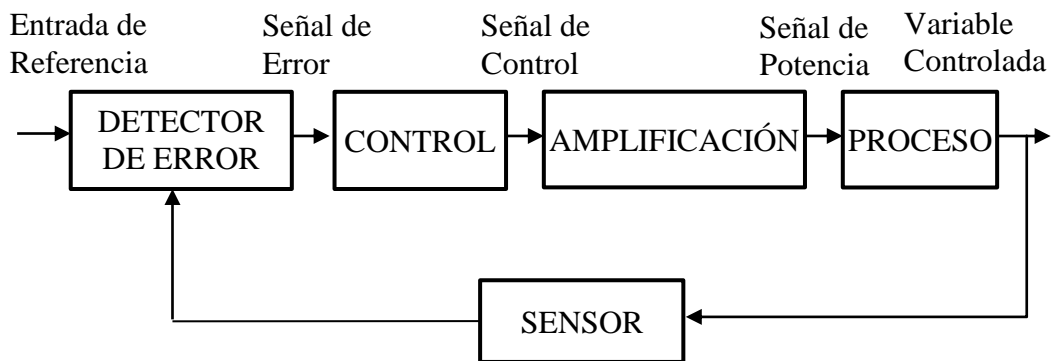 Entrada de
Referencia
Señal de
Error
Señal de
Control
Señal de
Potencia
Variable
Controlada
DETECTOR
DE ERROR
CONTROL
AMPLIFICACIÓN
PROCESO
SENSOR